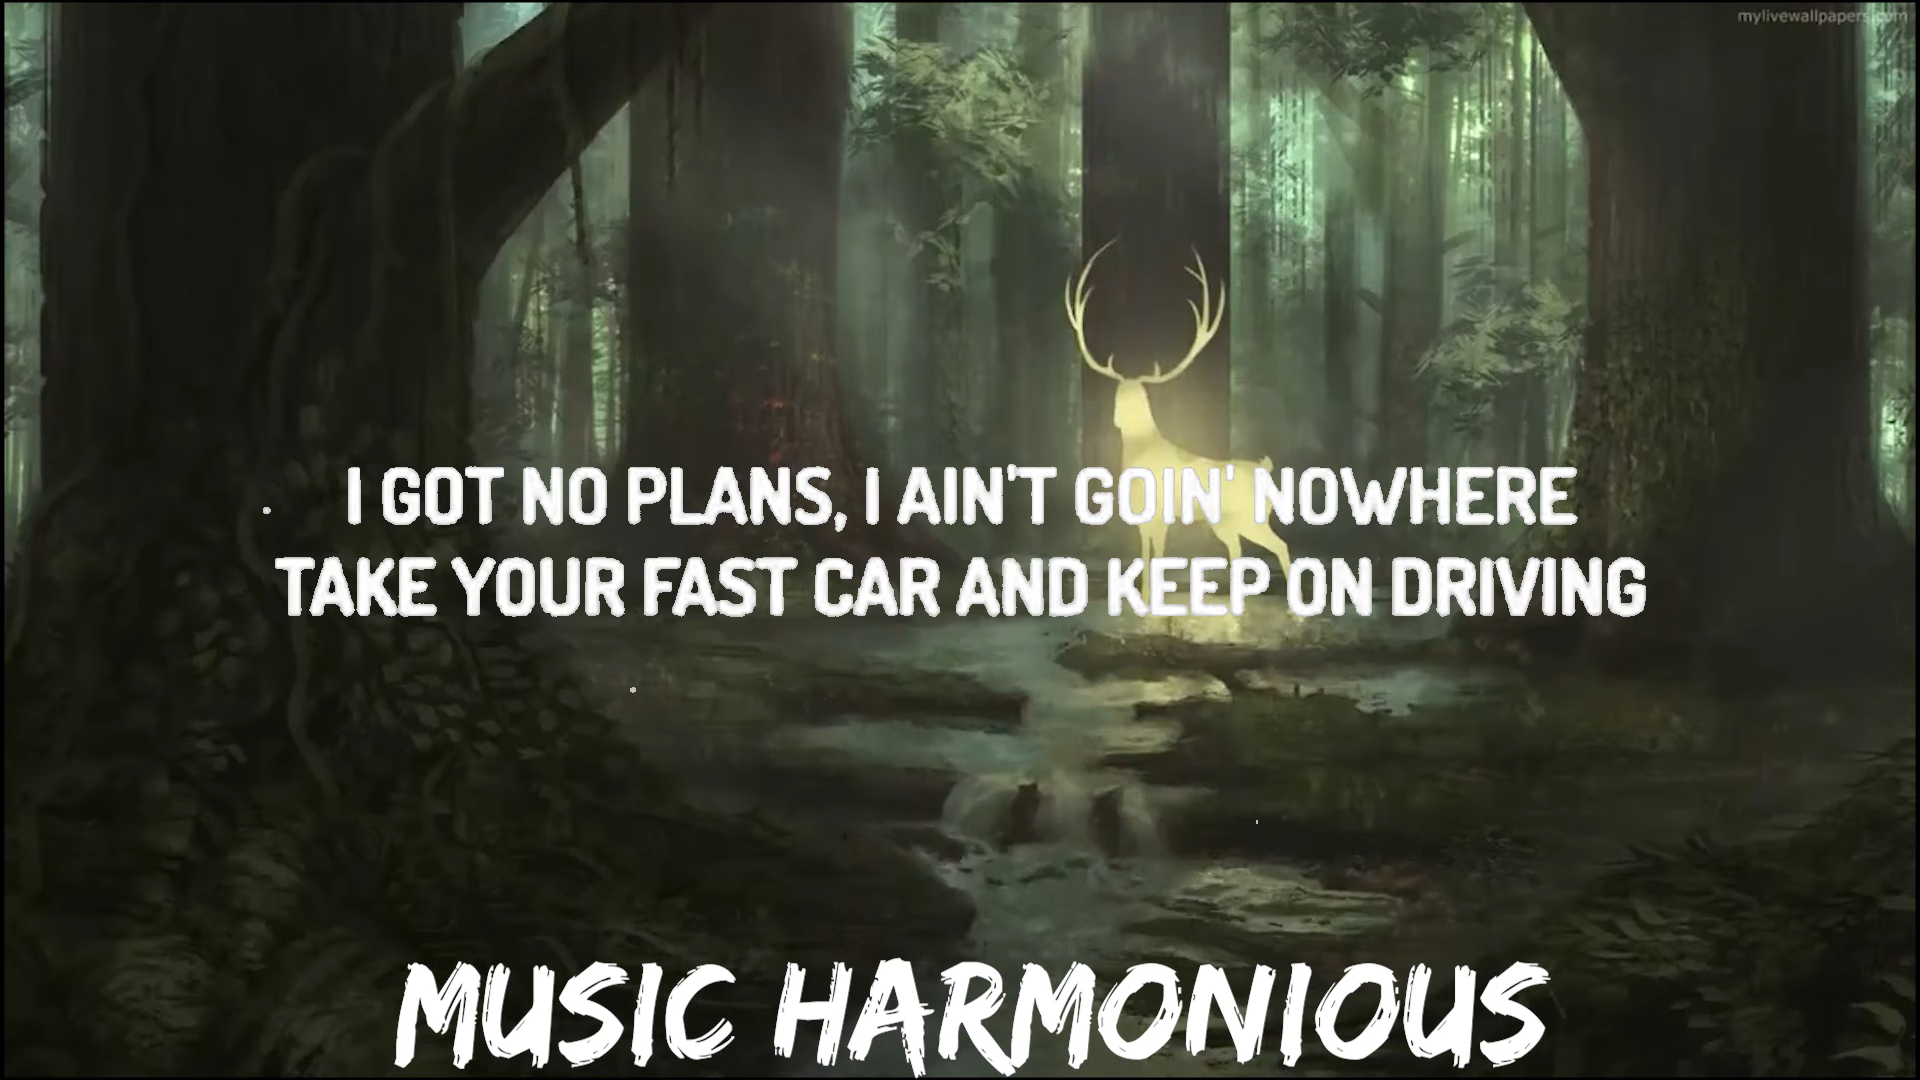 mylivewallpapers.com
I GOT NO PLANS, I AIN'T GOIN' NOWHERE
TAKE YOUR FAST CAR AND KEEP ON DRIVING
MUSIC HARMONIOUS